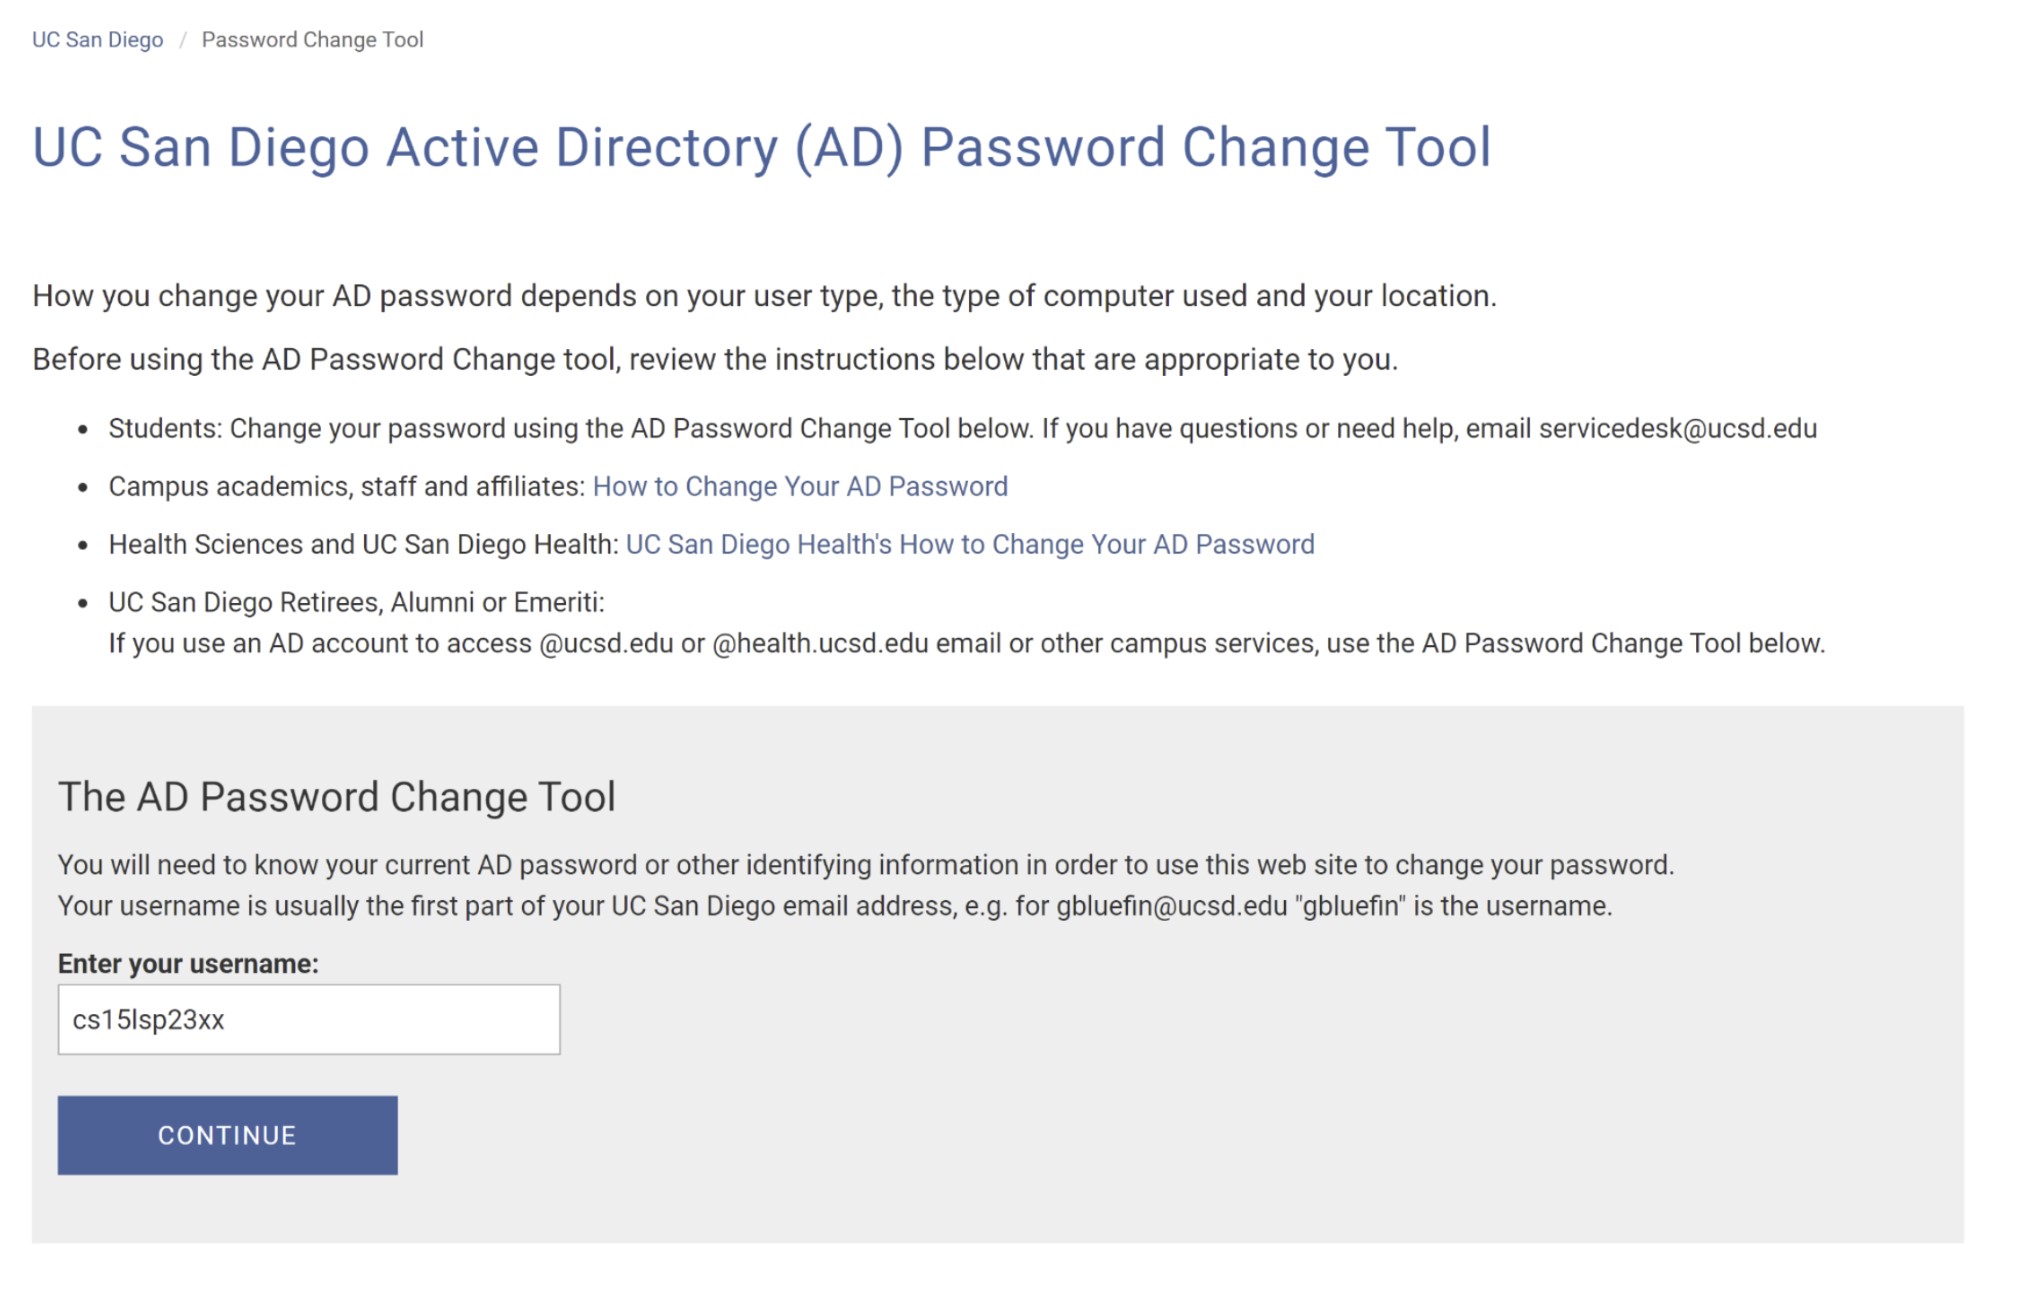 UC San Diego / Password Change Tool
UC San Diego Active Directory (AD) Password Change Tool
How you change your AD password depends on your user type, the type of computer used and your location.
Before using the AD Password Change tool, review the instructions below that are appropriate to you.
• Students: Change your password using the AD Password Change Tool below. If you have questions or need help, email servicedesk@ucsd.edu
• Campus academics, staff and affiliates: How to Change Your AD Password
• Health Sciences and UC San Diego Health: UC San Diego Health's How to Change Your AD Password
• UC San Diego Retirees, Alumni or Emeriti:
If you use an AD account to access @ucsd.edu or @health.ucsd.edu email or other campus services, use the AD Password Change Tool below.
The AD Password Change Tool
You will need to know your current AD password or other identifying information in order to use this web site to change your password.
Your username is usually the first part of your UC San Diego email address, e.g. for gbluefin@ucsd.edu "gbluefin" is the username.
Enter your username:
cs15lsp23xx
CONTINUE